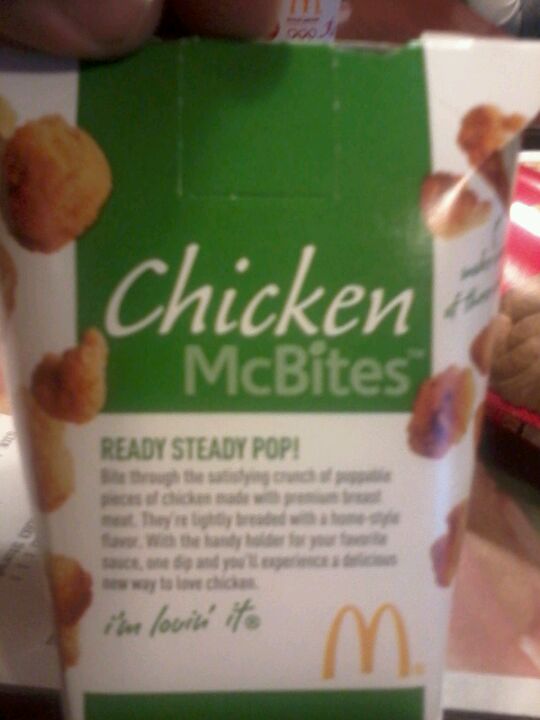 Chicken
McBites™
READY STEADY POP!
Bite through the satisfying crunch of poppable
pieces of chicken made with premium breast
meat. They're lightly breaded with a home-style
flavor. With the handy holder for your favorite
sauce, one dip and you'll experience a delicious
new way to love chicken.
i'm lovin' it®